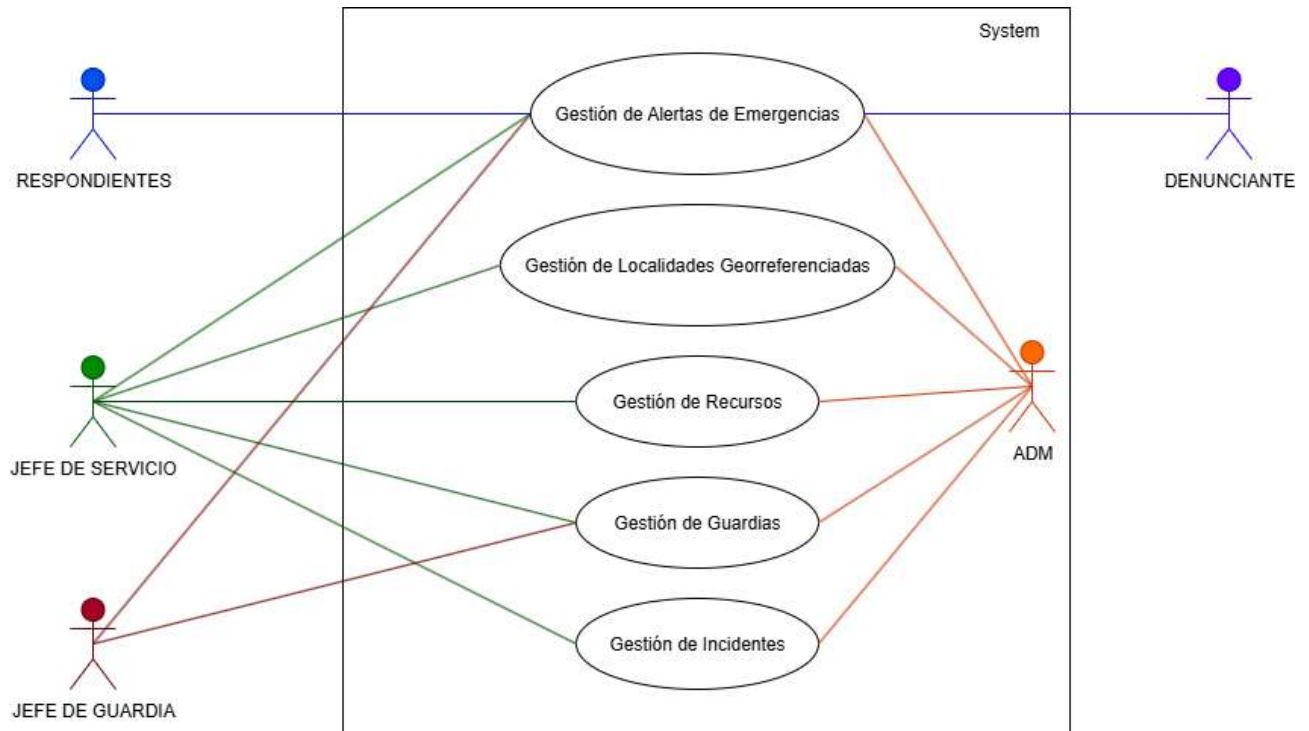 System
Gestión de Alertas de Emergencias
RESPONDIENTES
DENUNCIANTE
Gestión de Localidades Georreferenciadas
Gestión de Recursos
JEFE DE SERVICIO
ADM
Gestión de Guardias
Gestión de Incidentes
JEFE DE GUARDIA